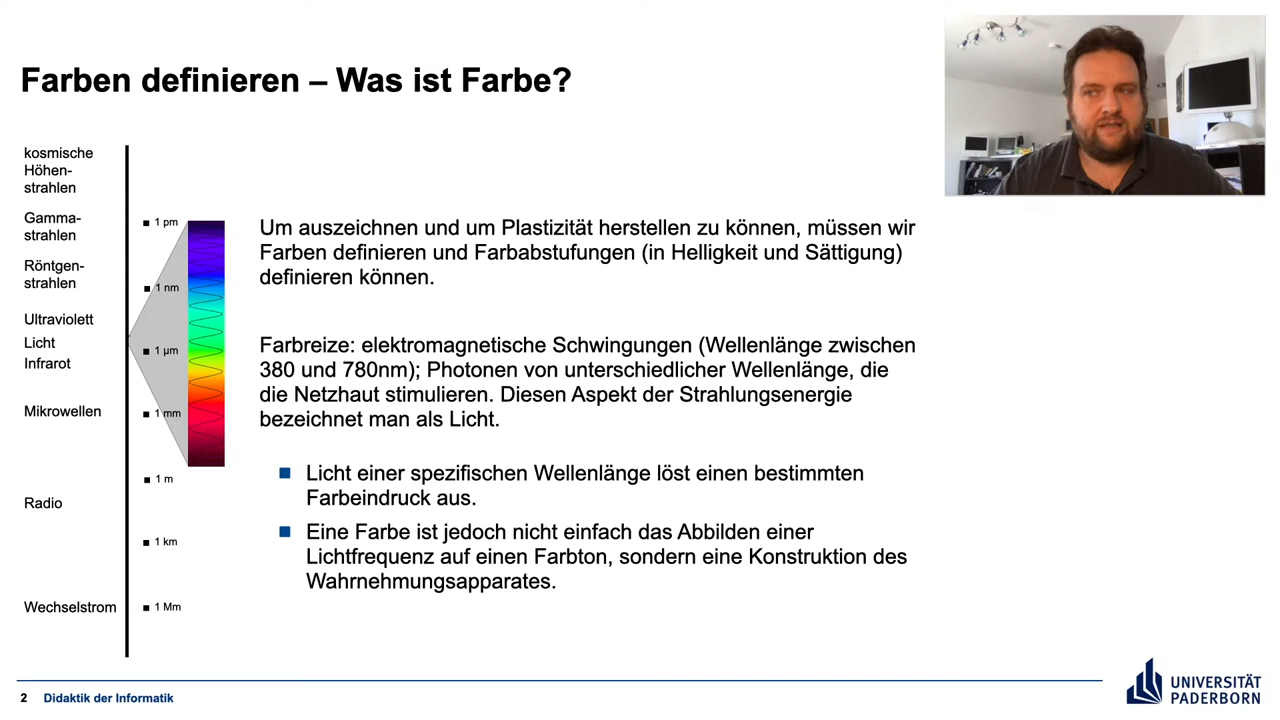 Farben definieren – Was ist Farbe?
kosmische
Höhen-
strahlen
Gamma-
strahlen
Röntgen-
strahlen
Ultraviolett
Licht
Infrarot
Mikrowellen
Radio
Wechselstrom
1 pm
1 nm
1 µm
1 mm
1 m
1 km
1 Mm
Um auszeichnen und um Plastizität herstellen zu können, müssen wir
Farben definieren und Farbabstufungen (in Helligkeit und Sättigung)
definieren können.
Farbreize: elektromagnetische Schwingungen (Wellenlänge zwischen
380 und 780nm); Photonen von unterschiedlicher Wellenlänge, die
die Netzhaut stimulieren. Diesen Aspekt der Strahlungsenergie
bezeichnet man als Licht.
Licht einer spezifischen Wellenlänge löst einen bestimmten
Farbeindruck aus.
Eine Farbe ist jedoch nicht einfach das Abbilden einer
Lichtfrequenz auf einen Farbton, sondern eine Konstruktion des
Wahrnehmungsapparates.
2 Didaktik der Informatik
UNIVERSITÄT
PADERBORN